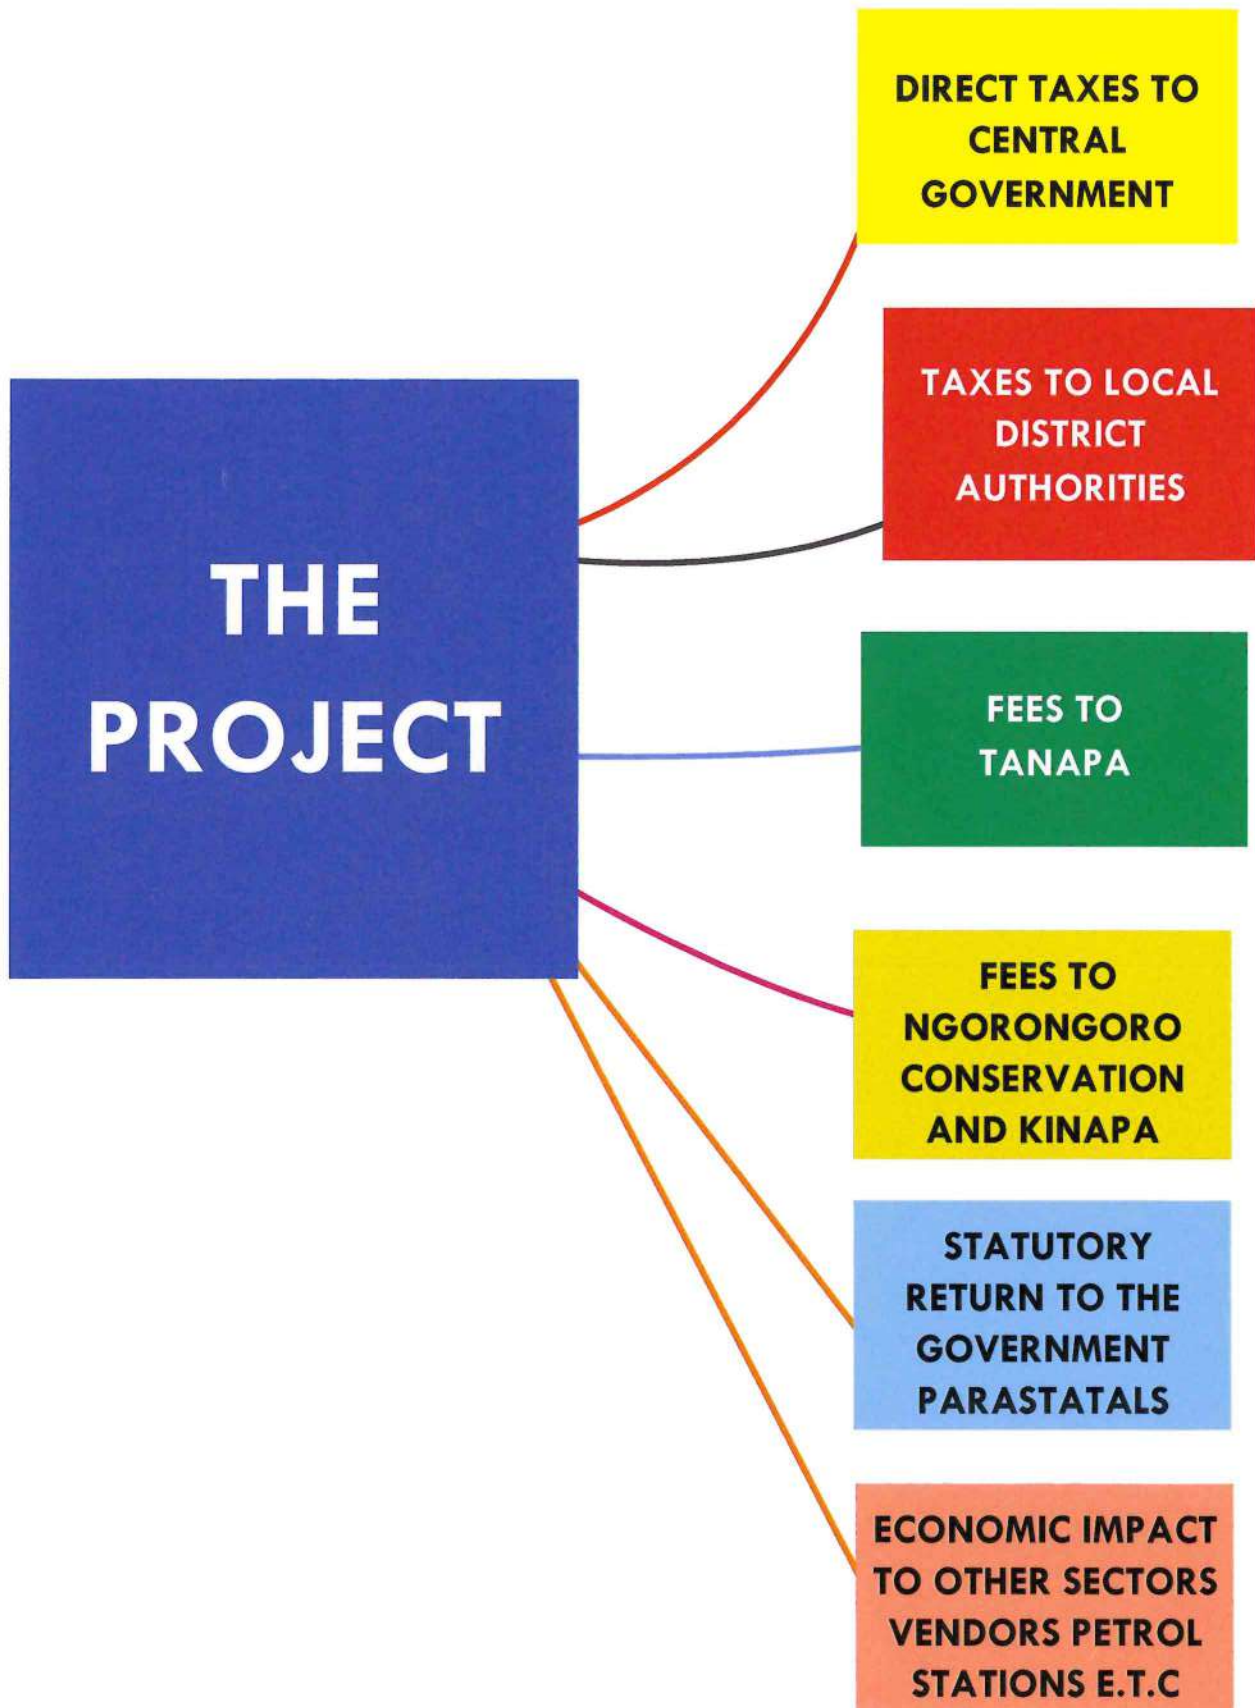 DIRECT TAXES TO
CENTRAL
GOVERNMENT
TAXES TO LOCAL
DISTRICT
AUTHORITIES
THE
PROJECT
FEES TO
TANAPA
FEES TO
NGORONGORO
CONSERVATION
AND KINAPA
STATUTORY
RETURN TO THE
GOVERNMENT
PARASTATALS
ECONOMIC IMPACT
TO OTHER SECTORS
VENDORS PETROL
STATIONS E.T.C